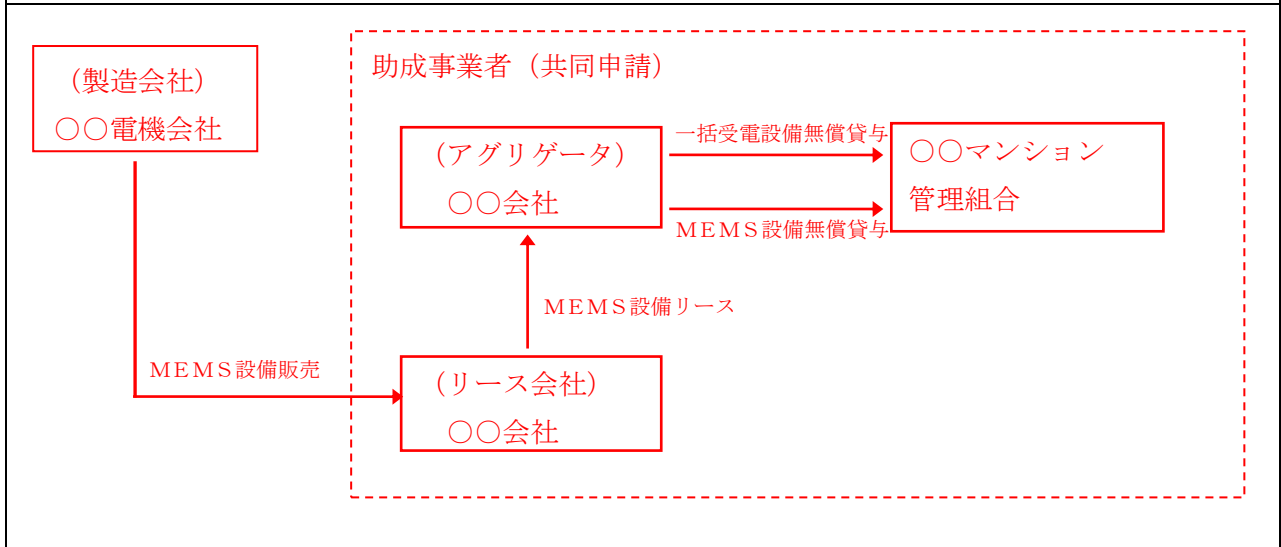 （製造会社）
○○電機会社
助成事業者（共同申請）
（アグリゲータ）
○○会社
一括受電設備無償貸与
ＭＥＭＳ設備無償貸与
○○マンション
管理組合
ＭＥＭＳ設備リース
ＭＥＭＳ設備販売
（リース会社）
○○会社